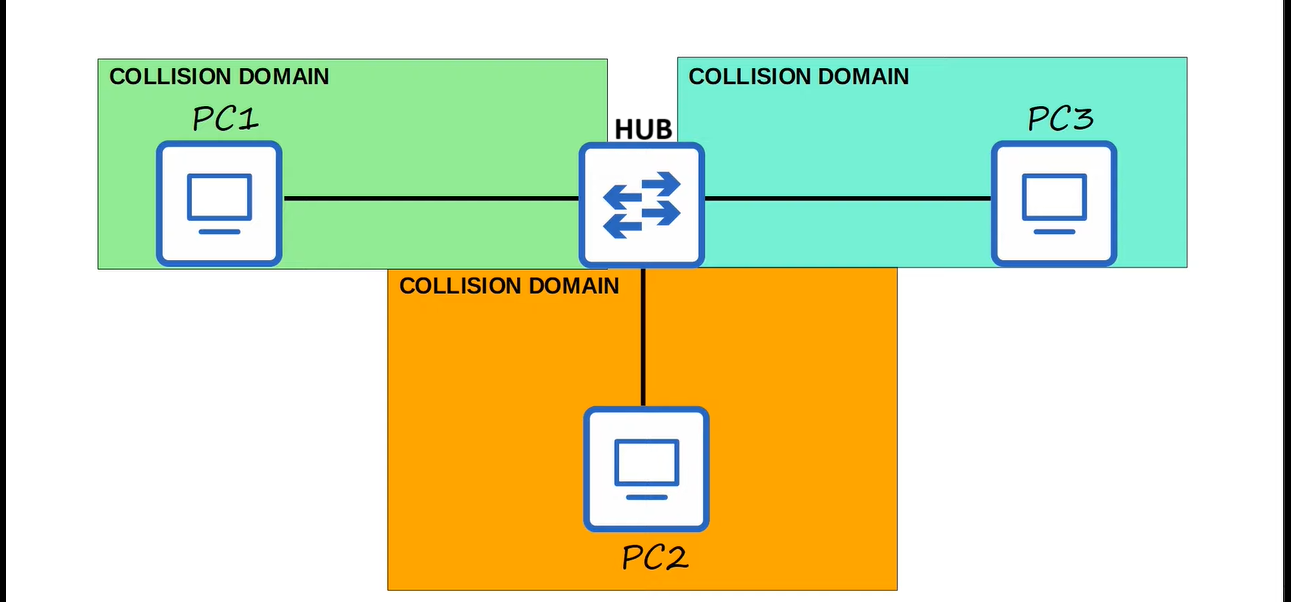 COLLISION DOMAIN
COLLISION DOMAIN
PC1
HUB
PC3
COLLISION DOMAIN
PC2